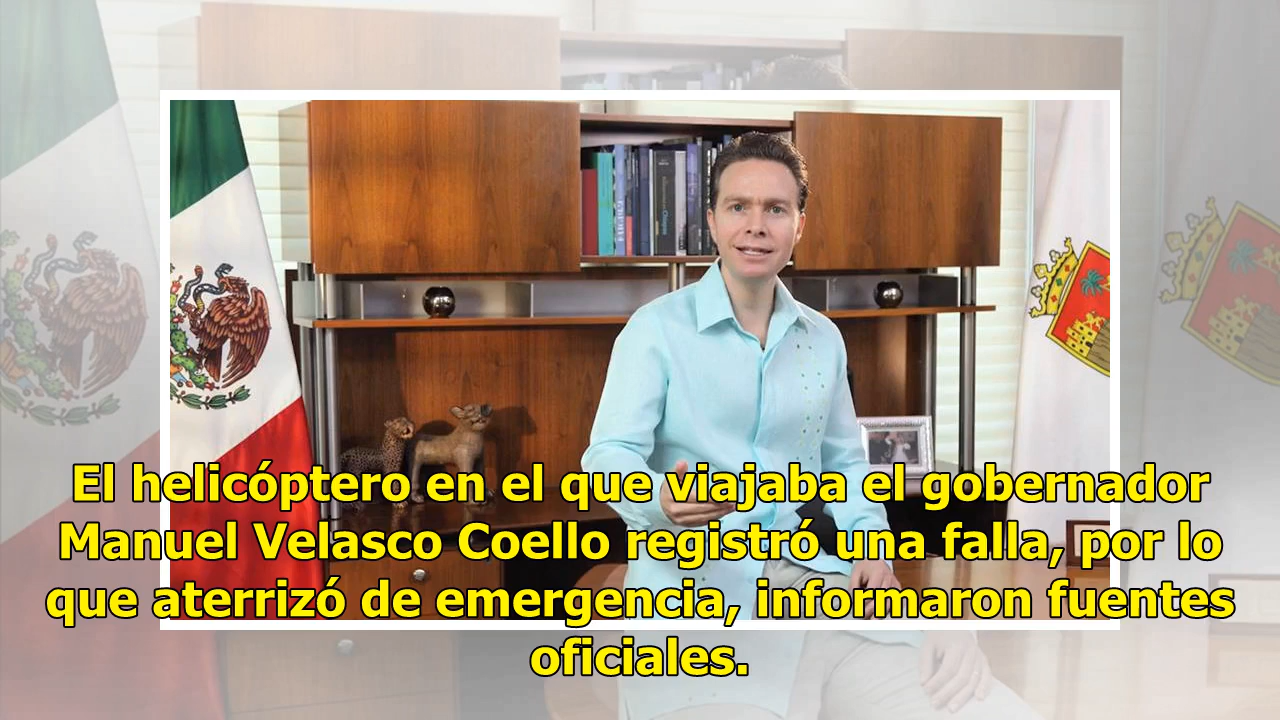 El helicóptero en el que viajaba el gobernador
Manuel Velasco Coello registró una falla, por lo
que aterrizó de emergencia, informaron fuentes
oficiales.